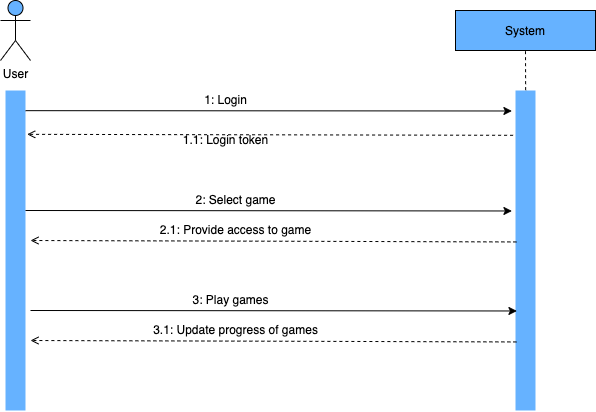 System
User
1: Login
1.1: Login token
2: Select game
2.1: Provide access to game
3: Play games
3.1: Update progress of games